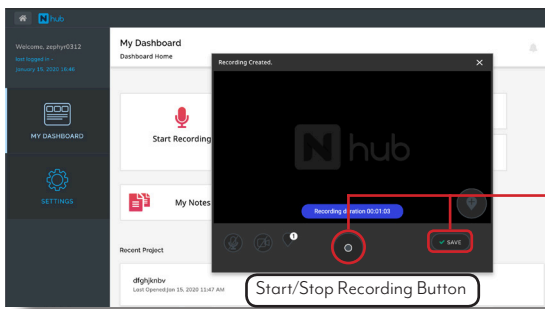 N hub
Welcome, zephyr0312
last logged in -
January 15, 2020 18:48
My Dashboard
Dashboard Home
Recording Created.
MY DASHBOARD
Start Recording
N hub
SETTINGS
My Notes
Recording duration 00:01:03
SAVE
Recent Project
dfghjknbv
Last Opened:Jan 15, 2020 11:47 AM
Start/Stop Recording Button